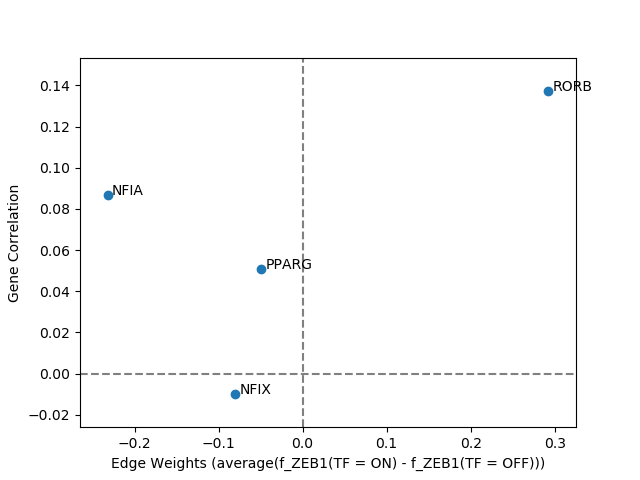 0.14
0.12
0.10
0.08
0.06
0.04
0.02
0.00
−0.02
Gene Correlation
RORB
NFIA
PPARG
NFIX
−0.2 −0.1 0.0 0.1 0.2 0.3
Edge Weights (average(f_ZEB1(TF = ON) - f_ZEB1(TF = OFF)))